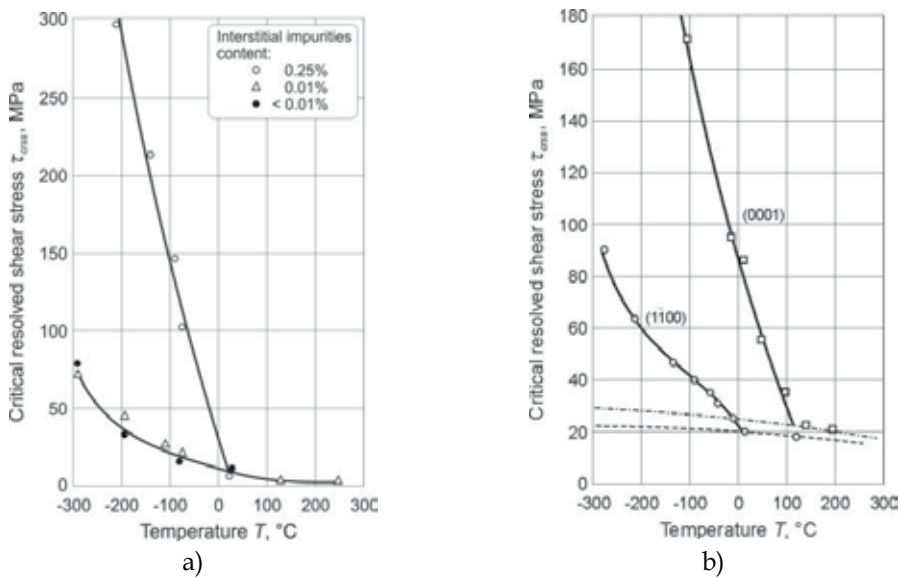 Interstitial impurities
content:
○ 0.25%
△ 0.01%
● < 0.01%
300
250
200
150
100
50
0
Critical resolved shear stress τcrss, MPa
-300 -200 -100 0 100 200 300
Temperature T, °C
a)
180
160
140
120
100
80
60
40
20
0
Critical resolved shear stress τcrss, MPa
(0001)
(11̄00)
-300 -200 -100 0 100 200 300
Temperature T, °C
b)